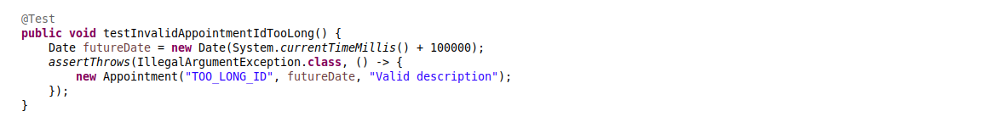 @Test
public void testInvalidAppointmentIdTooLong() {
    Date futureDate = new Date(System.currentTimeMillis() + 100000);
    assertThrows(IllegalArgumentException.class, () -> {
        new Appointment("TOO_LONG_ID", futureDate, "Valid description");
    });
}